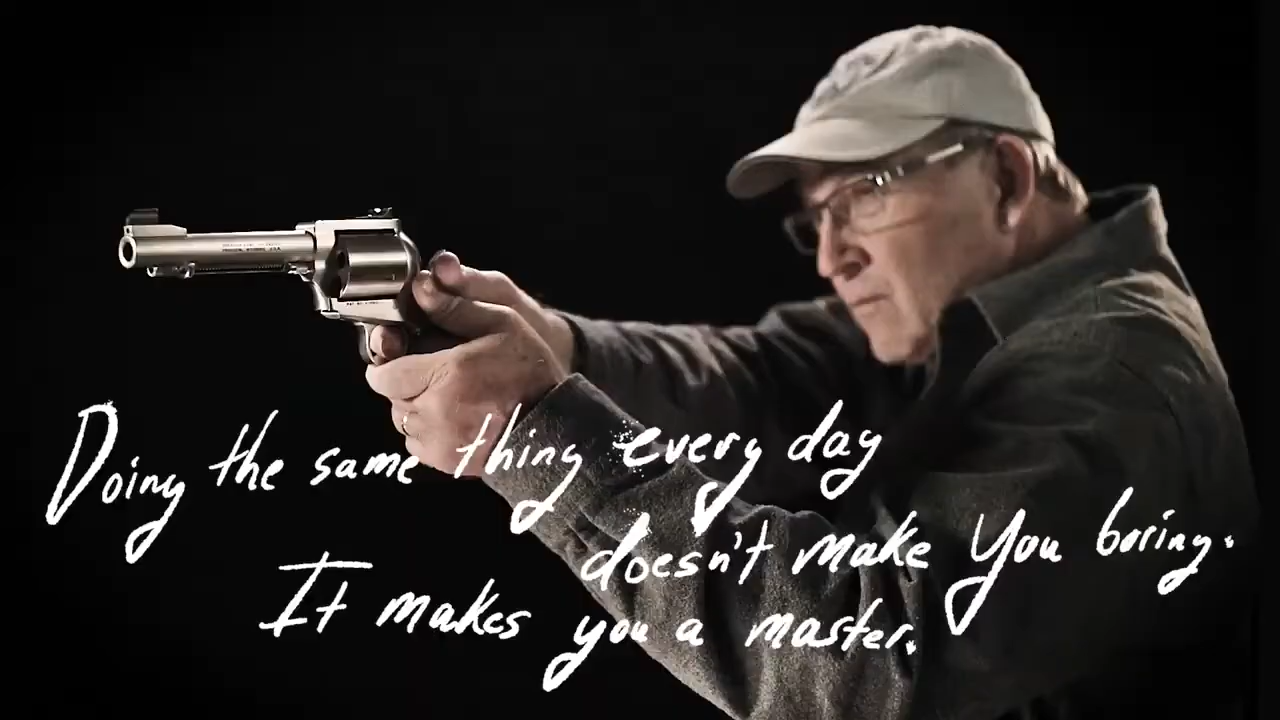 Doing the same thing every day
doesn't make you boring.
It makes you a master.